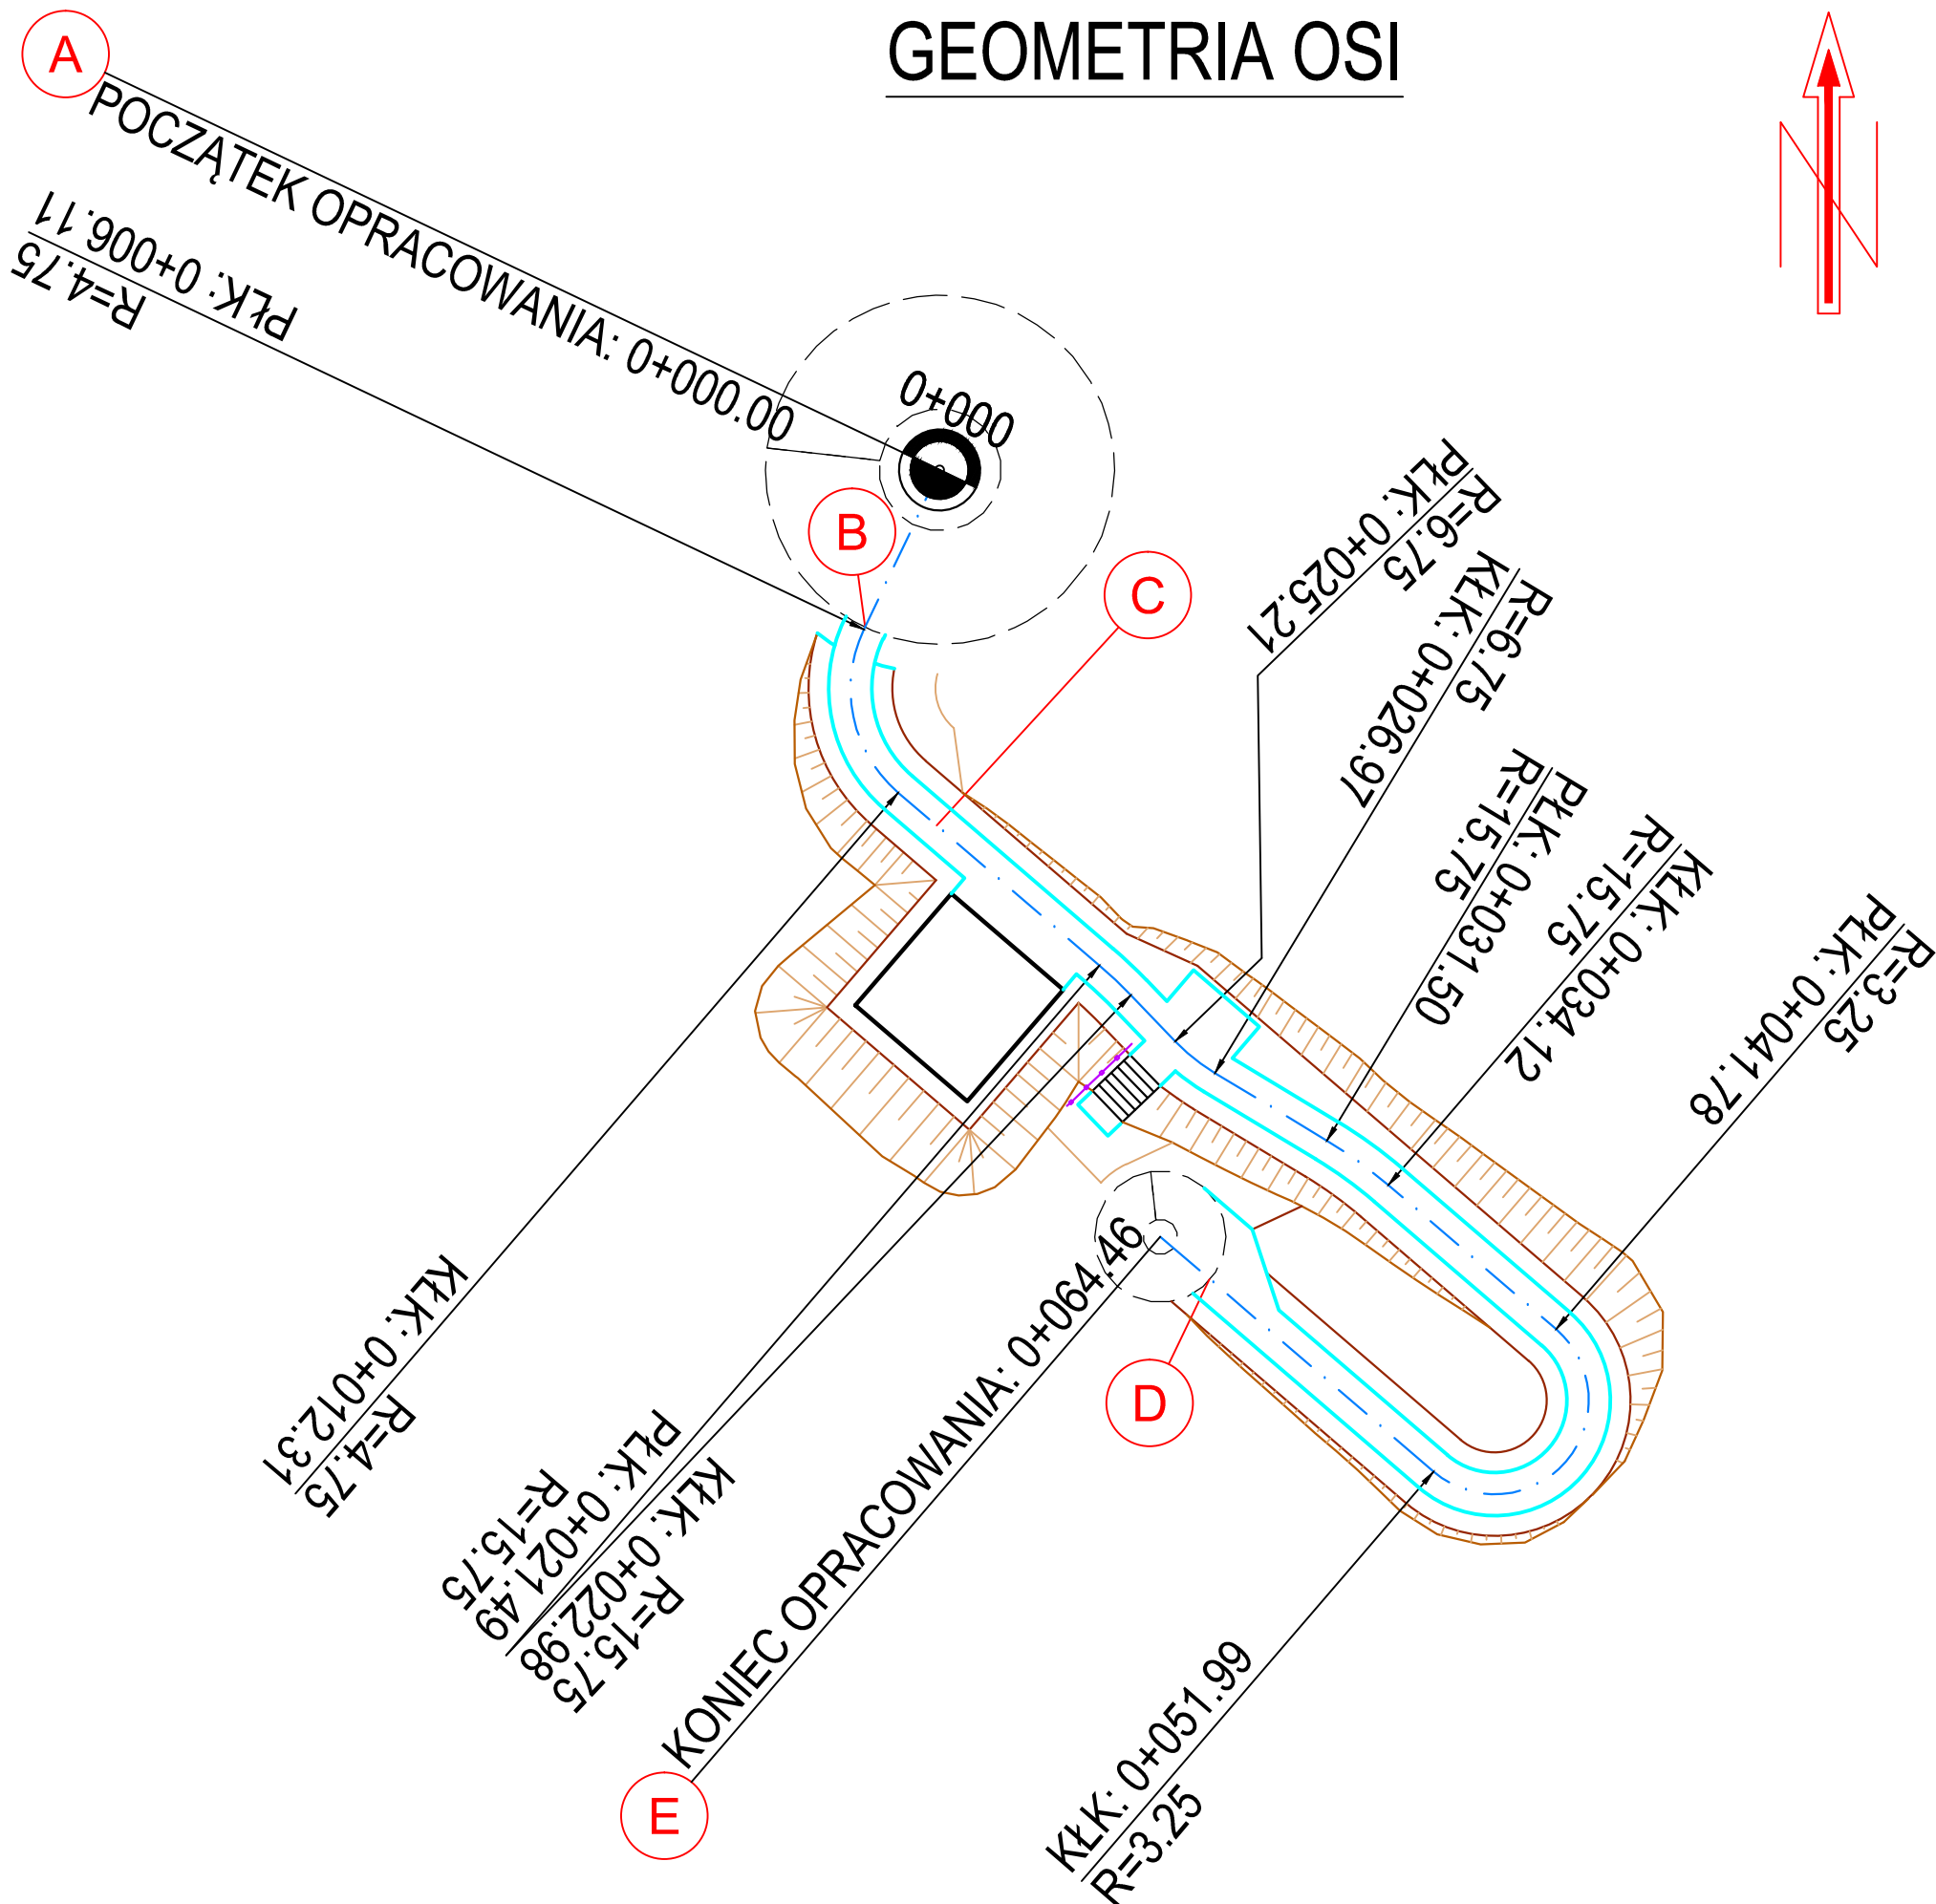 GEOMETRIA OSI
A
POCZĄTEK OPRACOWANIA: 0+000.00
PŁK: 0+006.11
R=4.75
0+000
B
C
N
PŁK: 0+025.21
R=6.75
KŁK: 0+026.97
R=6.75
R=15.75
PŁK: 0+031.50
R=15.75
KŁK: 0+034.12
PŁK: 0+041.78
R=3.25
KŁK: 0+012.31
R=4.75
R=15.75
PŁK: 0+021.49
KŁK: 0+022.98
R=15.75
KONIEC OPRACOWANIA: 0+064.46
D
E
KŁK: 0+051.99
R=3.25